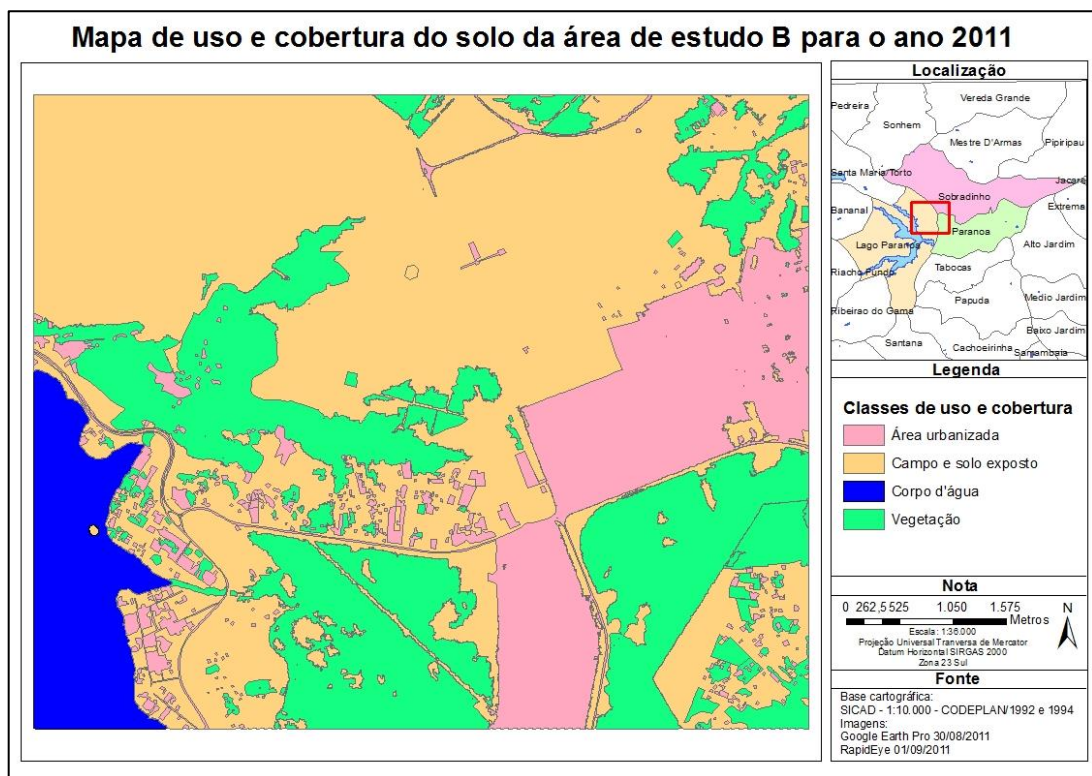 Mapa de uso e cobertura do solo da área de estudo B para o ano 2011
Localização
Pedreira
Vereda Grande
Sonhem
Mestre D'Armas
Pipiripau
Santa Maria Torto
Jacaré
Sobradinho
Extrema
Bananal
Paranoa
Lago Paranoa
Alto Jardim
Riacho Fundo
Tabocas
Papuda
Medio Jardim
Ribeirao do Gama
Baixo Jardim
Santana
Cachoeirinha
Samambaia
Legenda
Classes de uso e cobertura
Área urbanizada
Campo e solo exposto
Corpo d'água
Vegetação
Nota
0 262,5 525 1.050 1.575
Metros
N
Escala: 1:36.000
Projeção Universal Tranversa de Mercator
Datum Horizontal SIRGAS 2000
Zona 23 Sul
Fonte
Base cartográfica:
SICAD - 1:10.000 - CODEPLAN/1992 e 1994
Imagens:
Google Earth Pro 30/08/2011
RapidEye 01/09/2011